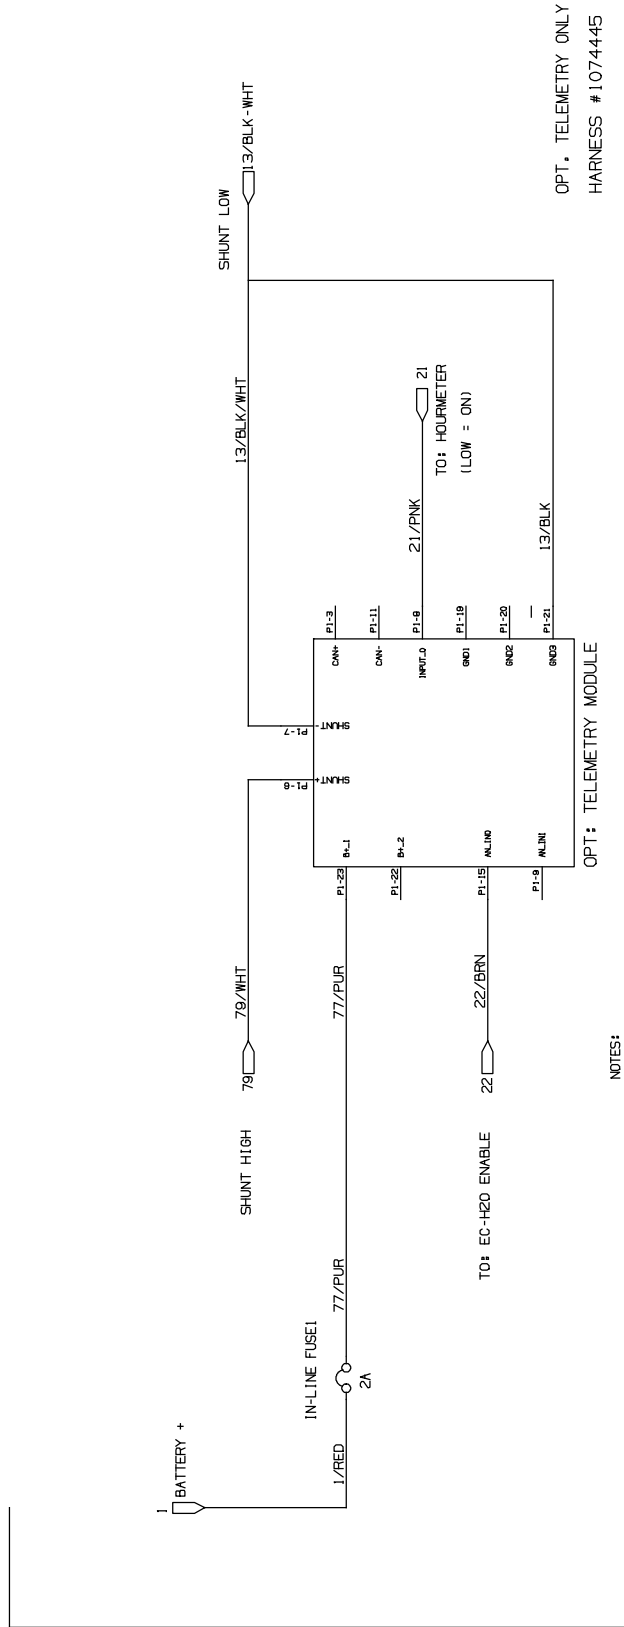 OPT. TELEMETRY ONLY
HARNESS #1074445
1
BATTERY +
1/RED
IN-LINE FUSE1
2A
77/PUR
77/PUR
SHUNT HIGH
79
79/WHT
13/BLK/WHT
SHUNT LOW
13/BLK-WHT
TO: EC-H2O ENABLE
22
22/BRN
P1-6
SHUNT+
P1-7
SHUNT-
P1-23
B+_1
P1-22
B+_2
P1-15
AN_IN0
P1-9
AN_IN1
CAN+
P1-3
CAN-
P1-11
INPUT_0
P1-8
GND1
P1-19
GND2
P1-20
GND3
P1-21
21/PNK
21
TO: HOURMETER
(LOW = ON)
13/BLK
OPT: TELEMETRY MODULE
NOTES: